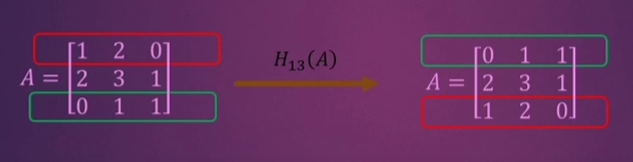 A = [1 2 0
2 3 1
0 1 1]
H₁₃(A)
A = [0 1 1
2 3 1
1 2 0]